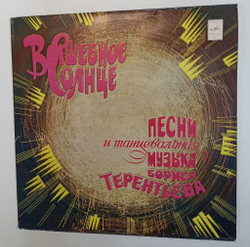 Волшебное
Солнце
ПЕСНИ
и танцевальная
МУЗЫКА
БОРИСА
ТЕРЕНТЬЕВА